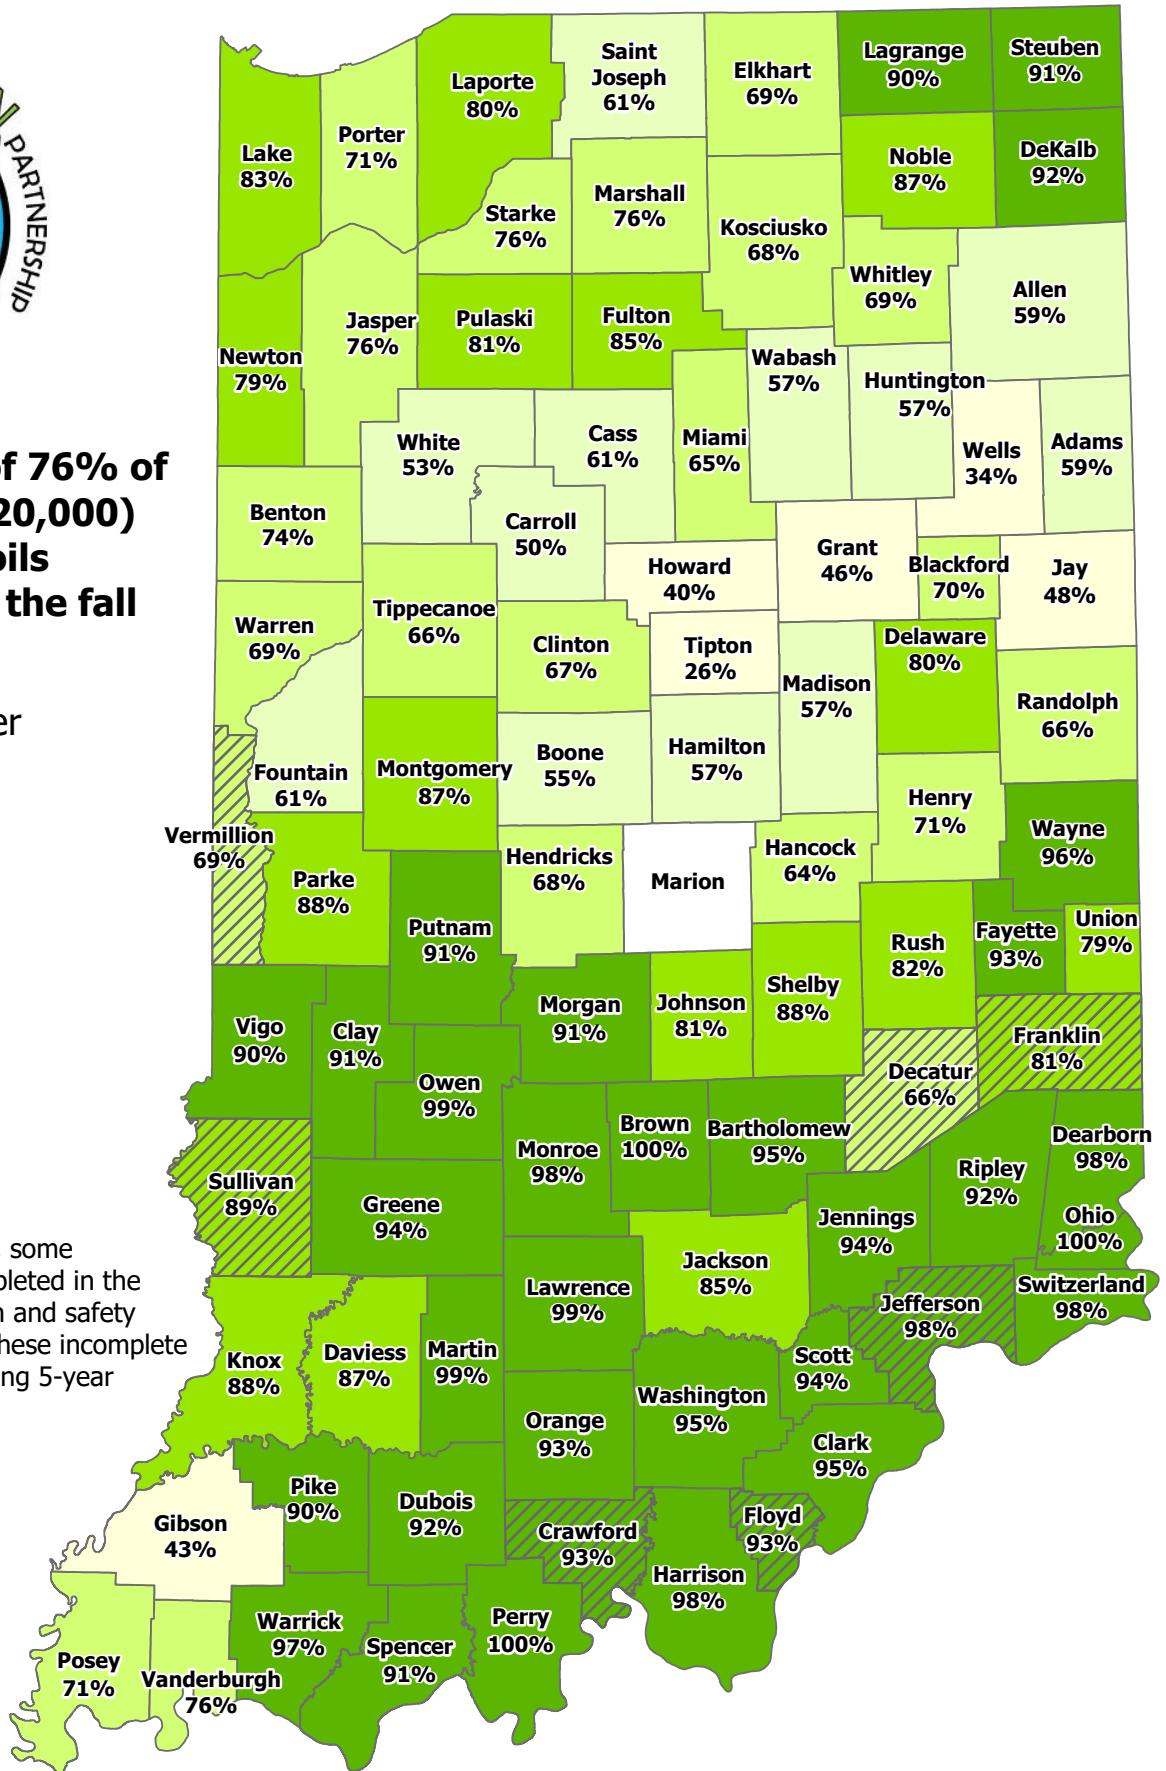 PARTNERSHIP
Saint
Joseph
61%
Elkhart
69%
Lagrange
90%
Steuben
91%
Laporte
80%
Porter
71%
Lake
83%
Noble
87%
DeKalb
92%
Marshall
76%
Starke
76%
Kosciusko
68%
Whitley
69%
Allen
59%
Jasper
76%
Pulaski
81%
Fulton
85%
Newton
79%
Wabash
57%
Huntington
57%
Wells
34%
Adams
59%
White
53%
Cass
61%
Miami
65%
of 76% of
20,000)
oils
the fall
er
Benton
74%
Carroll
50%
Howard
40%
Grant
46%
Blackford
70%
Jay
48%
Warren
69%
Tippecanoe
66%
Clinton
67%
Tipton
26%
Madison
57%
Delaware
80%
Randolph
66%
Fountain
61%
Montgomery
87%
Boone
55%
Hamilton
57%
Henry
71%
Wayne
96%
Vermillion
69%
Parke
88%
Hendricks
68%
Marion
Hancock
64%
Putnam
91%
Rush
82%
Fayette
93%
Union
79%
Vigo
90%
Clay
91%
Morgan
91%
Johnson
81%
Shelby
88%
Franklin
81%
Owen
99%
Decatur
66%
Monroe
98%
Brown
100%
Bartholomew
95%
Dearborn
98%
Ripley
92%
Sullivan
89%
Greene
94%
Jennings
94%
Ohio
100%
some
pleted in the
n and safety
hese incomplete
ng 5-year
Jackson
85%
Lawrence
99%
Switzerland
98%
Jefferson
98%
Knox
88%
Daviess
87%
Martin
99%
Scott
94%
Orange
93%
Washington
95%
Clark
95%
Pike
90%
Dubois
92%
Gibson
43%
Crawford
93%
Floyd
93%
Harrison
98%
Warrick
97%
Perry
100%
Spencer
91%
Posey
71%
Vanderburgh
76%